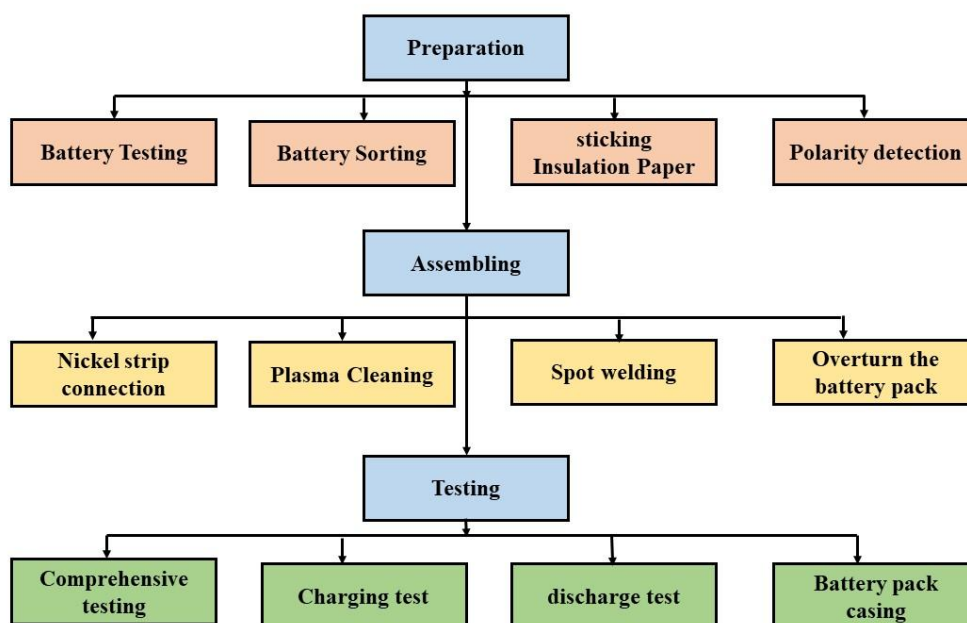 Preparation
Battery Testing
Battery Sorting
sticking
Insulation Paper
Polarity detection
Assembling
Nickel strip
connection
Plasma Cleaning
Spot welding
Overturn the
battery pack
Testing
Comprehensive
testing
Charging test
discharge test
Battery pack
casing